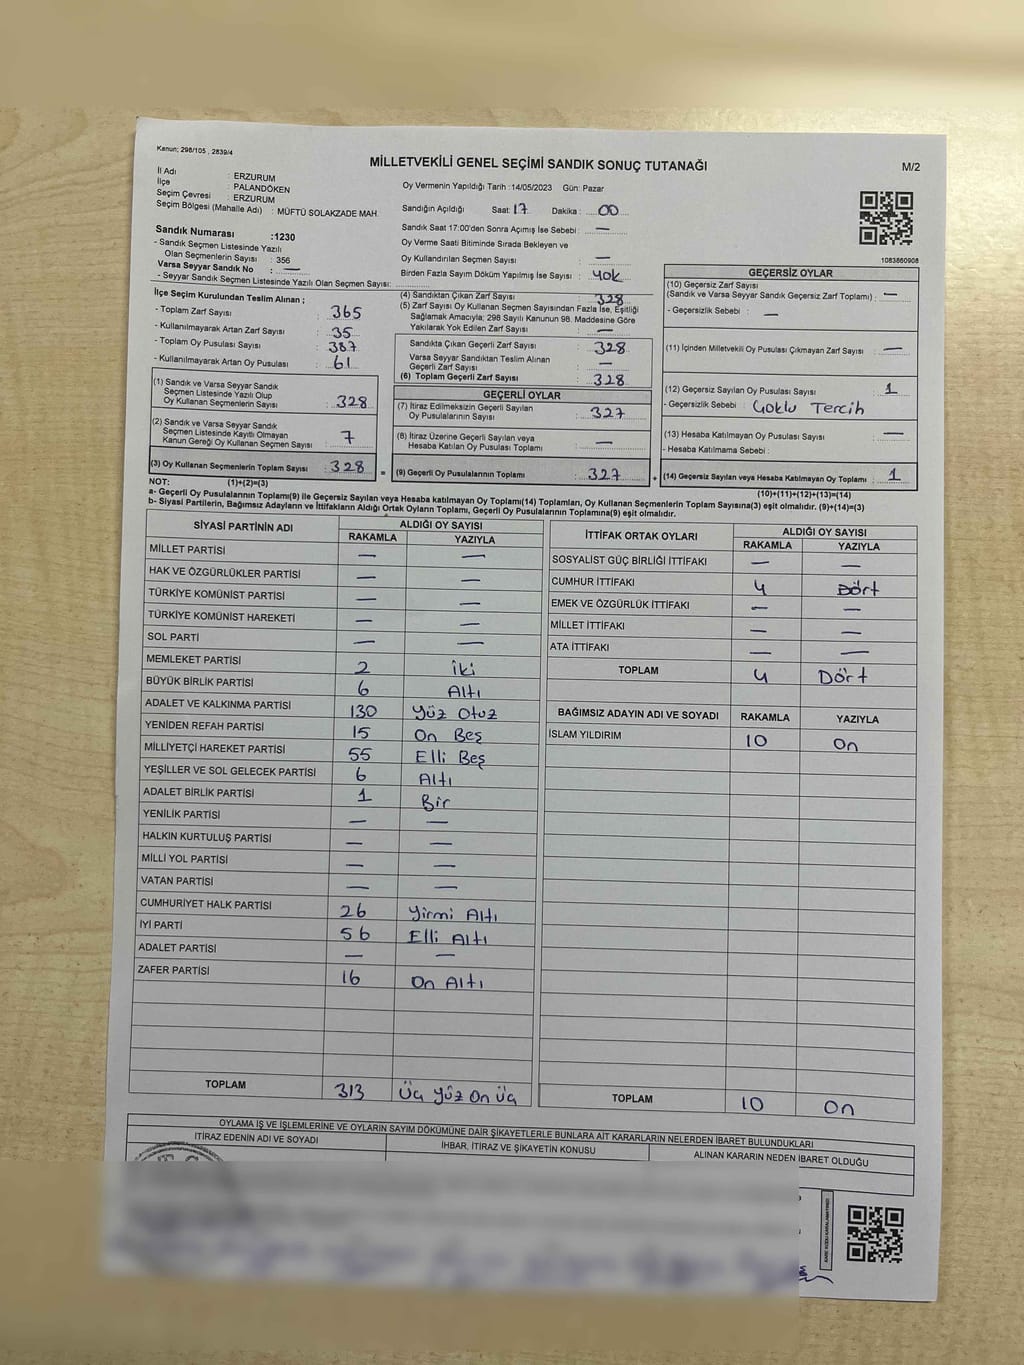 Kanun; 298/105 , 2839/4
MİLLETVEKİLİ GENEL SEÇİMİ SANDIK SONUÇ TUTANAĞI
M/2
İl Adı : ERZURUM
İlçe : PALANDÖKEN
Seçim Çevresi : ERZURUM
Seçim Bölgesi (Mahalle Adı) : MÜFTÜ SOLAKZADE MAH.
Sandık Numarası :1230
- Sandık Seçmen Listesinde Yazılı
Olan Seçmenlerin Sayısı : 356
Varsa Seyyar Sandık No : —
- Seyyar Sandık Seçmen Listesinde Yazılı Olan Seçmen Sayısı:
Oy Vermenin Yapıldığı Tarih :14/05/2023 Gün: Pazar
Sandığın Açıldığı Saat: 17 Dakika : 00
Sandık Saat 17:00'den Sonra Açımış İse Sebebi : —
Oy Verme Saati Bitiminde Sırada Bekleyen ve
Oy Kullandırılan Seçmen Sayısı : —
Birden Fazla Sayım Döküm Yapılmış İse Sayısı : yok
1083860908
İlçe Seçim Kurulundan Teslim Alınan ;
- Toplam Zarf Sayısı : 365
- Kullanılmayarak Artan Zarf Sayısı : 35
- Toplam Oy Pusulası Sayısı : 387
- Kullanılmayarak Artan Oy Pusulası : 61
(1) Sandık ve Varsa Seyyar Sandık
Seçmen Listesinde Yazılı Olup
Oy Kullanan Seçmenlerin Sayısı : 328
(2) Sandık ve Varsa Seyyar Sandık
Seçmen Listesinde Kayıtlı Olmayan
Kanun Gereği Oy Kullanan Seçmen Sayısı : 7
(3) Oy Kullanan Seçmenlerin Toplam Sayısı : 328
(4) Sandıktan Çıkan Zarf Sayısı : 328
(5) Zarf Sayısı Oy Kullanan Seçmen Sayısından Fazla İse, Eşitliği
Sağlamak Amacıyla; 298 Sayılı Kanunun 98. Maddesine Göre
Yakılarak Yok Edilen Zarf Sayısı : —
Sandıkta Çıkan Geçerli Zarf Sayısı : 328
Varsa Seyyar Sandıktan Teslim Alınan
Geçerli Zarf Sayısı : —
(6) Toplam Geçerli Zarf Sayısı : 328
GEÇERLİ OYLAR
(7) İtiraz Edilmeksizin Geçerli Sayılan
Oy Pusulalarının Sayısı : 327
(8) İtiraz Üzerine Geçerli Sayılan veya
Hesaba Katılan Oy Pusulası Toplamı : —
= (9) Geçerli Oy Pusulalarının Toplamı : 327
GEÇERSİZ OYLAR
(10) Geçersiz Zarf Sayısı
(Sandık ve Varsa Seyyar Sandık Geçersiz Zarf Toplamı) : —
- Geçersizlik Sebebi : —
(11) İçinden Milletvekili Oy Pusulası Çıkmayan Zarf Sayısı : —
(12) Geçersiz Sayılan Oy Pusulası Sayısı : 1
- Geçersizlik Sebebi : Çoklu Tercih
(13) Hesaba Katılmayan Oy Pusulası Sayısı : —
- Hesaba Katılmama Sebebi :
+ (14) Geçersiz Sayılan veya Hesaba Katılmayan Oy Toplamı : 1
NOT: (1)+(2)=(3)
(10)+(11)+(12)+(13)=(14)
a- Geçerli Oy Pusulalarının Toplamı(9) ile Geçersiz Sayılan veya Hesaba katılmayan Oy Toplamı(14) Toplamları, Oy Kullanan Seçmenlerin Toplam Sayısına(3) eşit olmalıdır. (9)+(14)=(3)
b- Siyasi Partilerin, Bağımsız Adayların ve İttifakların Aldığı Ortak Oyların Toplamı, Geçerli Oy Pusulalarının Toplamına(9) eşit olmalıdır.
SİYASİ PARTİNİN ADI ALDIĞI OY SAYISI
RAKAMLA YAZIYLA
MİLLET PARTİSİ — —
HAK VE ÖZGÜRLÜKLER PARTİSİ — —
TÜRKİYE KOMÜNİST PARTİSİ — —
TÜRKİYE KOMÜNİST HAREKETİ — —
SOL PARTİ — —
MEMLEKET PARTİSİ 2 iki
BÜYÜK BİRLİK PARTİSİ 6 Altı
ADALET VE KALKINMA PARTİSİ 130 Yüz Otuz
YENİDEN REFAH PARTİSİ 15 On Beş
MİLLİYETÇİ HAREKET PARTİSİ 55 Elli Beş
YEŞİLLER VE SOL GELECEK PARTİSİ 6 Altı
ADALET BİRLİK PARTİSİ 1 Bir
YENİLİK PARTİSİ — —
HALKIN KURTULUŞ PARTİSİ — —
MİLLİ YOL PARTİSİ — —
VATAN PARTİSİ — —
CUMHURİYET HALK PARTİSİ 26 Yirmi Altı
İYİ PARTİ 56 Elli Altı
ADALET PARTİSİ — —
ZAFER PARTİSİ 16 On Altı
TOPLAM 313 Üç Yüz On Üç
İTTİFAK ORTAK OYLARI ALDIĞI OY SAYISI
RAKAMLA YAZIYLA
SOSYALİST GÜÇ BİRLİĞİ İTTİFAKI — —
CUMHUR İTTİFAKI 4 Dört
EMEK VE ÖZGÜRLÜK İTTİFAKI — —
MİLLET İTTİFAKI — —
ATA İTTİFAKI — —
TOPLAM 4 Dört
BAĞIMSIZ ADAYIN ADI VE SOYADI RAKAMLA YAZIYLA
İSLAM YILDIRIM 10 On
TOPLAM 10 On
OYLAMA İŞ VE İŞLEMLERİNE VE OYLARIN SAYIM DÖKÜMÜNE DAİR ŞİKAYETLERLE BUNLARA AİT KARARLARIN NELERDEN İBARET BULUNDUKLARI
İTİRAZ EDENİN ADI VE SOYADI İHBAR, İTİRAZ VE ŞİKAYETİN KONUSU ALINAN KARARIN NEDEN İBARET OLDUĞU